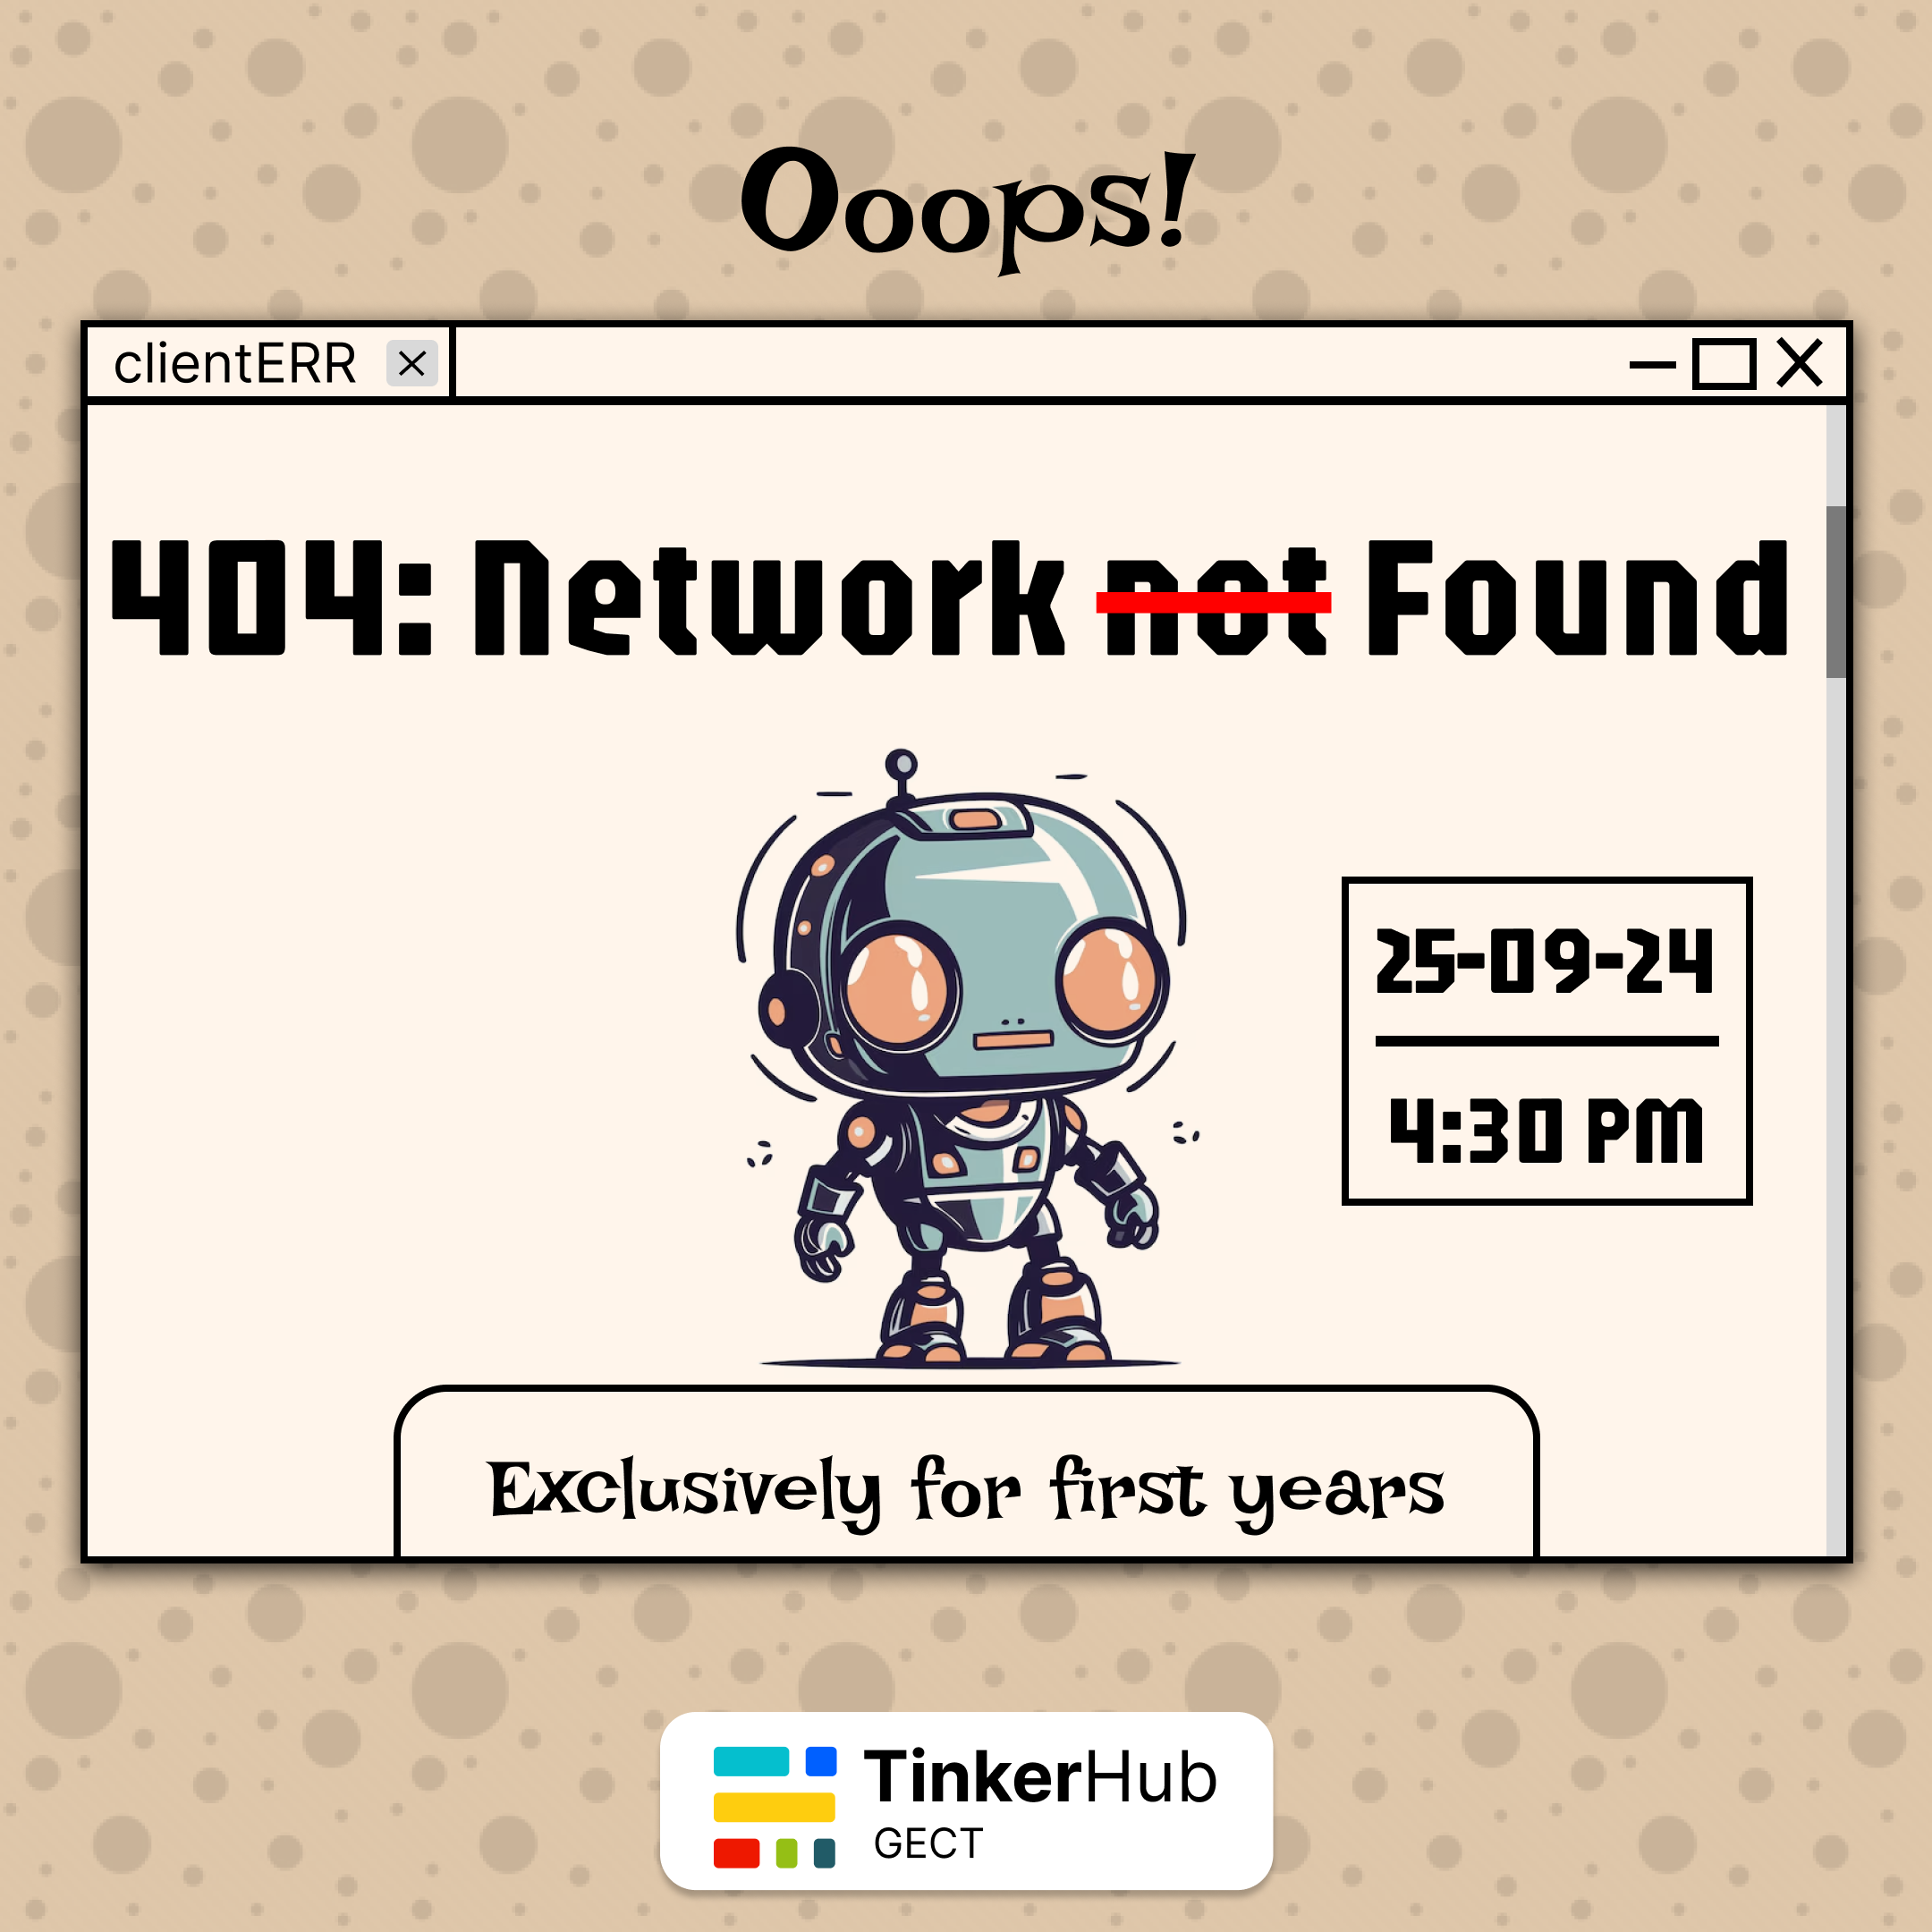 Ooops!
clientERR
404: Network not Found
25-09-24
4:30 PM
Exclusively for first years
TinkerHub
GECT